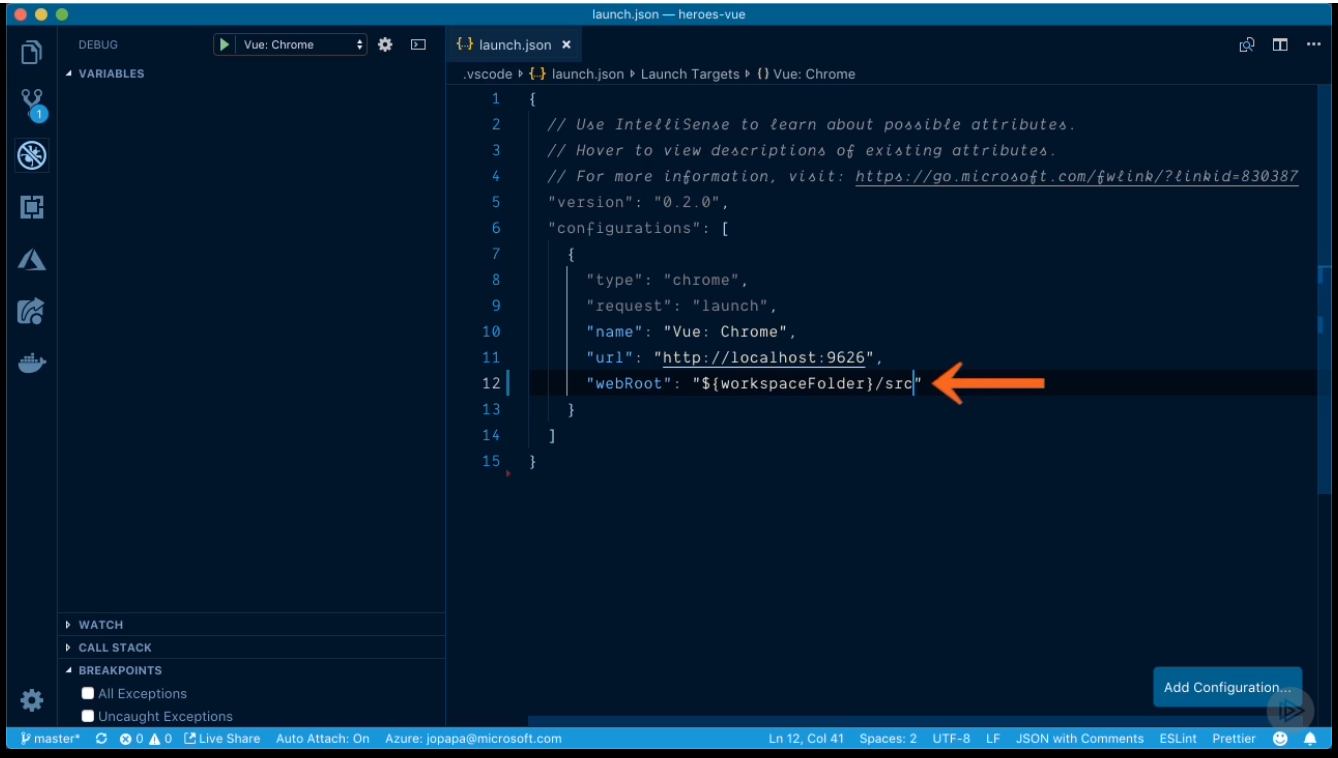 launch.json — heroes-vue
DEBUG
Vue: Chrome
{..} launch.json ×
VARIABLES
.vscode {..} launch.json Launch Targets {} Vue: Chrome
1 {
2 // Use IntelliSense to learn about possible attributes.
3 // Hover to view descriptions of existing attributes.
4 // For more information, visit: https://go.microsoft.com/fwlink/?linkid=830387
5 "version": "0.2.0",
6 "configurations": [
7 {
8 "type": "chrome",
9 "request": "launch",
10 "name": "Vue: Chrome",
11 "url": "http://localhost:9626",
12 "webRoot": "${workspaceFolder}/src"
13 }
14 ]
15 }
1
WATCH
CALL STACK
BREAKPOINTS
All Exceptions
Uncaught Exceptions
Add Configuration...
master* 0 0 Live Share Auto Attach: On Azure: jopapa@microsoft.com Ln 12, Col 41 Spaces: 2 UTF-8 LF JSON with Comments ESLint Prettier